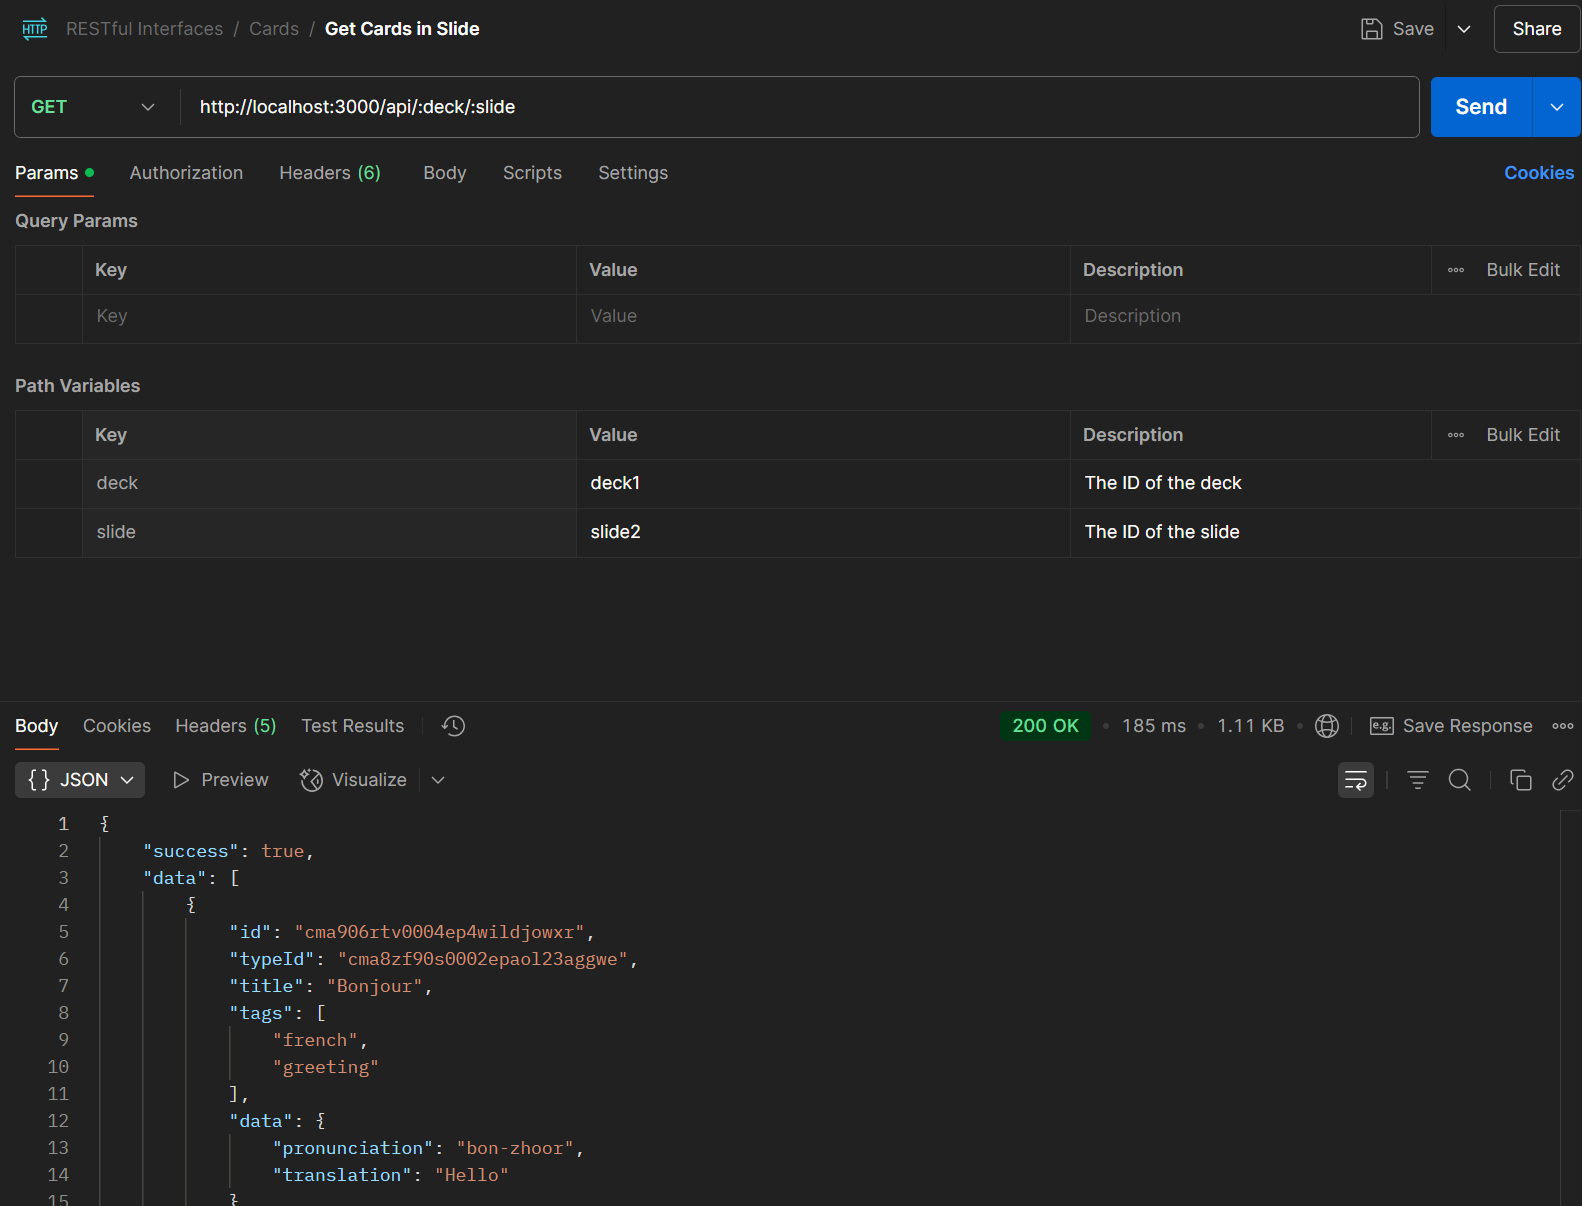 HTTP RESTful Interfaces / Cards / Get Cards in Slide Save Share
GET http://localhost:3000/api/:deck/:slide Send
Params Authorization Headers (6) Body Scripts Settings Cookies
Query Params
Key Value Description Bulk Edit
Key Value Description
Path Variables
Key Value Description Bulk Edit
deck deck1 The ID of the deck
slide slide2 The ID of the slide
Body Cookies Headers (5) Test Results 200 OK 185 ms 1.11 KB e.g. Save Response
{} JSON Preview Visualize
1 {
2 "success": true,
3 "data": [
4 {
5 "id": "cma906rtv0004ep4wildjowxr",
6 "typeId": "cma8zf90s0002epaol23aggwe",
7 "title": "Bonjour",
8 "tags": [
9 "french",
10 "greeting"
11 ],
12 "data": {
13 "pronunciation": "bon-zhoor",
14 "translation": "Hello"
15 }